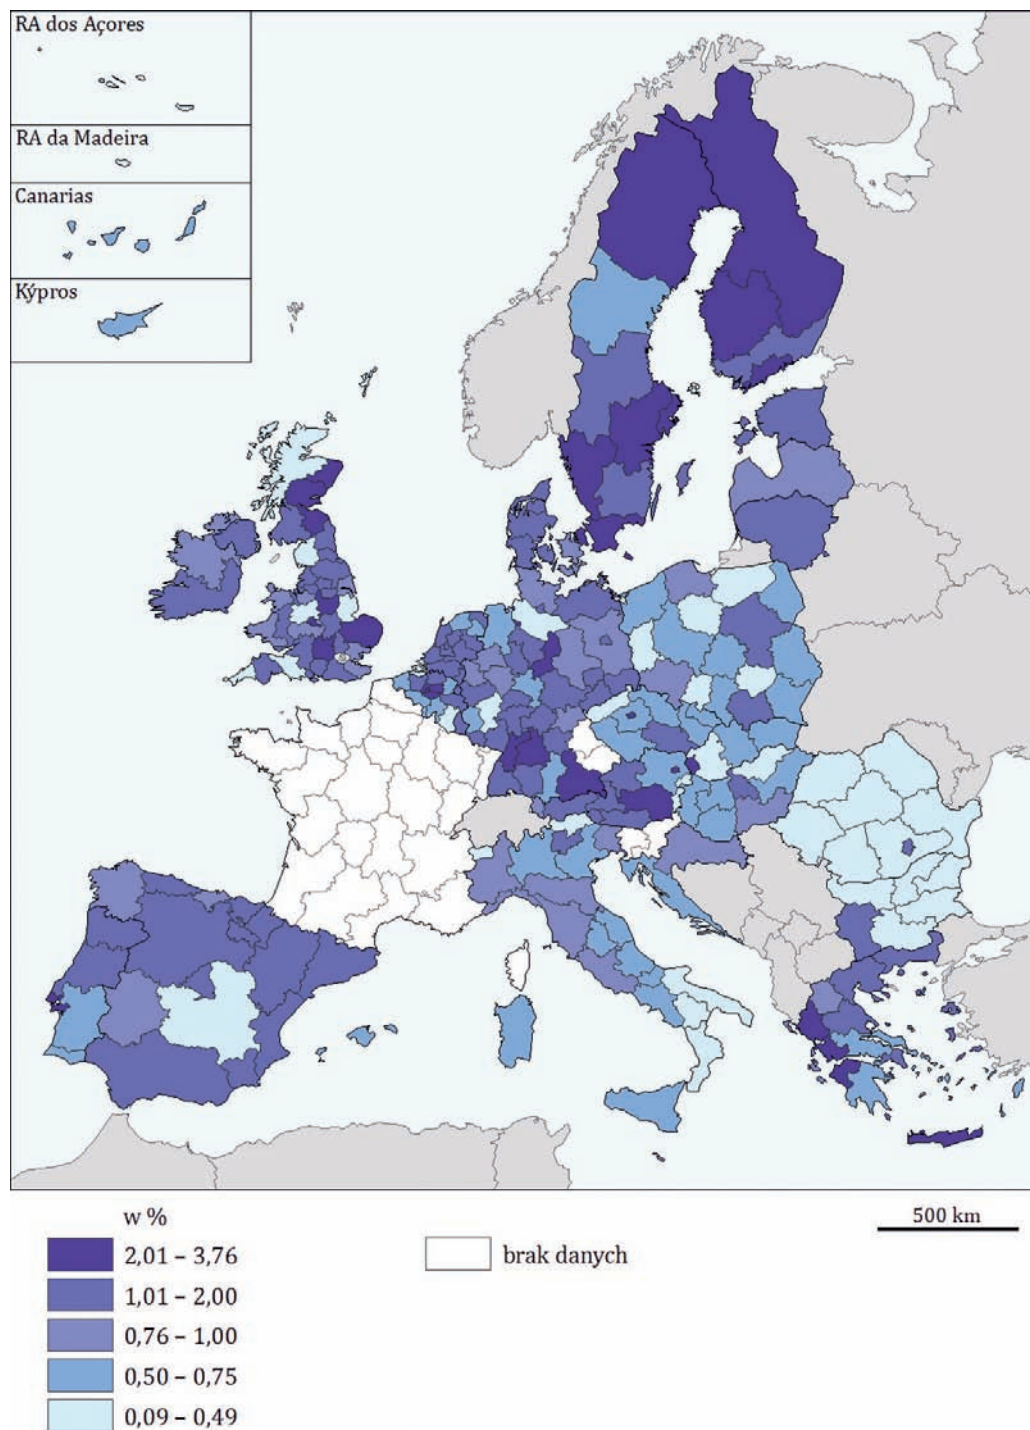 RA dos Açores
RA da Madeira
Canarias
Kýpros
w %
500 km
2,01 – 3,76
brak danych
1,01 – 2,00
0,76 – 1,00
0,50 – 0,75
0,09 – 0,49